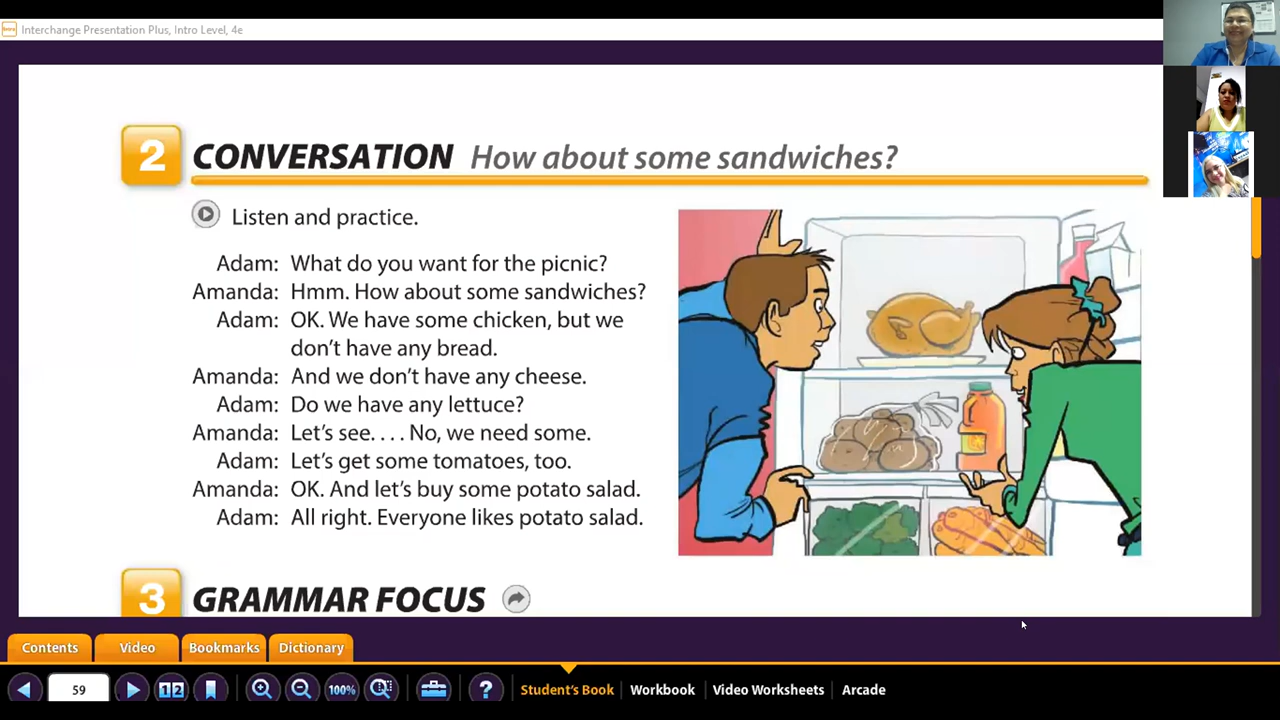 Interchange Presentation Plus, Intro Level, 4e
2 CONVERSATION How about some sandwiches?
Listen and practice.
Adam: What do you want for the picnic?
Amanda: Hmm. How about some sandwiches?
Adam: OK. We have some chicken, but we
don't have any bread.
Amanda: And we don't have any cheese.
Adam: Do we have any lettuce?
Amanda: Let's see. . . . No, we need some.
Adam: Let's get some tomatoes, too.
Amanda: OK. And let's buy some potato salad.
Adam: All right. Everyone likes potato salad.
3 GRAMMAR FOCUS
Contents Video Bookmarks Dictionary
59 1 2 100% ? Student's Book Workbook Video Worksheets Arcade